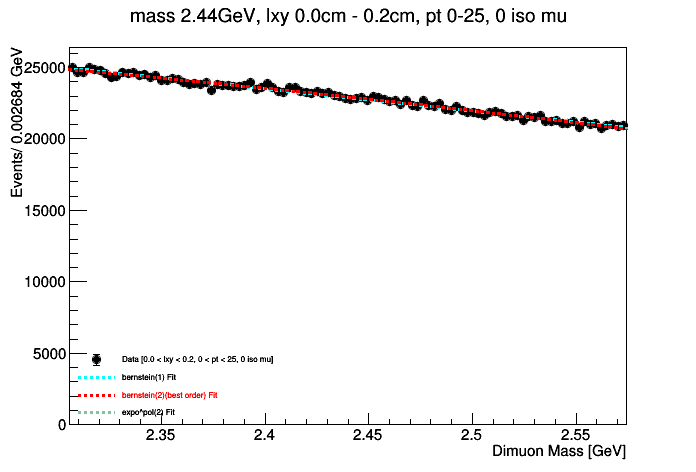 mass 2.44GeV, lxy 0.0cm - 0.2cm, pt 0-25, 0 iso mu
Events/ 0.002684 GeV
25000
20000
15000
10000
5000
0
Data [0.0 < lxy < 0.2, 0 < pt < 25, 0 iso mu]
bernstein(1) Fit
bernstein(2)(best order) Fit
expo^pol(2) Fit
2.35
2.4
2.45
2.5
2.55
Dimuon Mass [GeV]